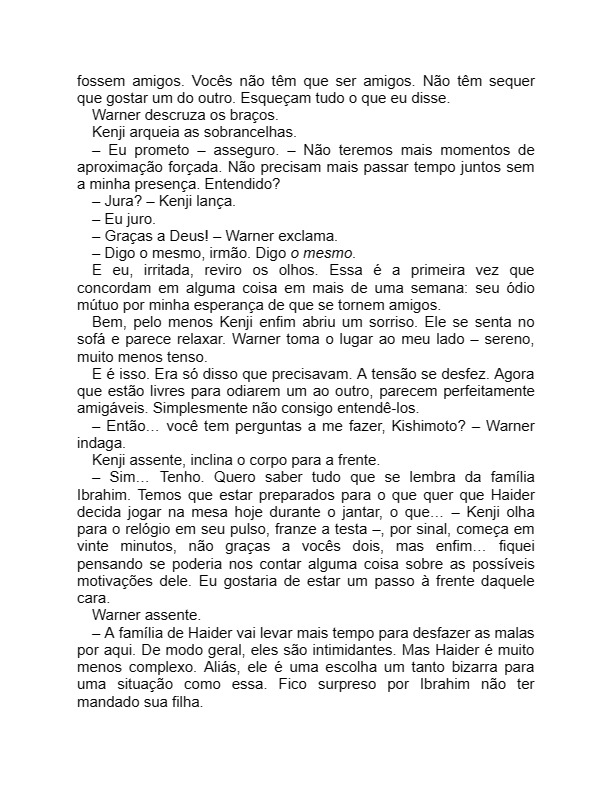 fossem amigos. Vocês não têm que ser amigos. Não têm sequer
que gostar um do outro. Esqueçam tudo o que eu disse.
Warner descruza os braços.
Kenji arqueia as sobrancelhas.
– Eu prometo – asseguro. – Não teremos mais momentos de
aproximação forçada. Não precisam mais passar tempo juntos sem
a minha presença. Entendido?
– Jura? – Kenji lança.
– Eu juro.
– Graças a Deus! – Warner exclama.
– Digo o mesmo, irmão. Digo o mesmo.
E eu, irritada, reviro os olhos. Essa é a primeira vez que
concordam em alguma coisa em mais de uma semana: seu ódio
mútuo por minha esperança de que se tornem amigos.
Bem, pelo menos Kenji enfim abriu um sorriso. Ele se senta no
sofá e parece relaxar. Warner toma o lugar ao meu lado – sereno,
muito menos tenso.
E é isso. Era só disso que precisavam. A tensão se desfez. Agora
que estão livres para odiarem um ao outro, parecem perfeitamente
amigáveis. Simplesmente não consigo entendê-los.
– Então… você tem perguntas a me fazer, Kishimoto? – Warner
indaga.
Kenji assente, inclina o corpo para a frente.
– Sim… Tenho. Quero saber tudo que se lembra da família
Ibrahim. Temos que estar preparados para o que quer que Haider
decida jogar na mesa hoje durante o jantar, o que… – Kenji olha
para o relógio em seu pulso, franze a testa –, por sinal, começa em
vinte minutos, não graças a vocês dois, mas enfim… fiquei
pensando se poderia nos contar alguma coisa sobre as possíveis
motivações dele. Eu gostaria de estar um passo à frente daquele
cara.
Warner assente.
– A família de Haider vai levar mais tempo para desfazer as malas
por aqui. De modo geral, eles são intimidantes. Mas Haider é muito
menos complexo. Aliás, ele é uma escolha um tanto bizarra para
uma situação como essa. Fico surpreso por Ibrahim não ter
mandado sua filha.